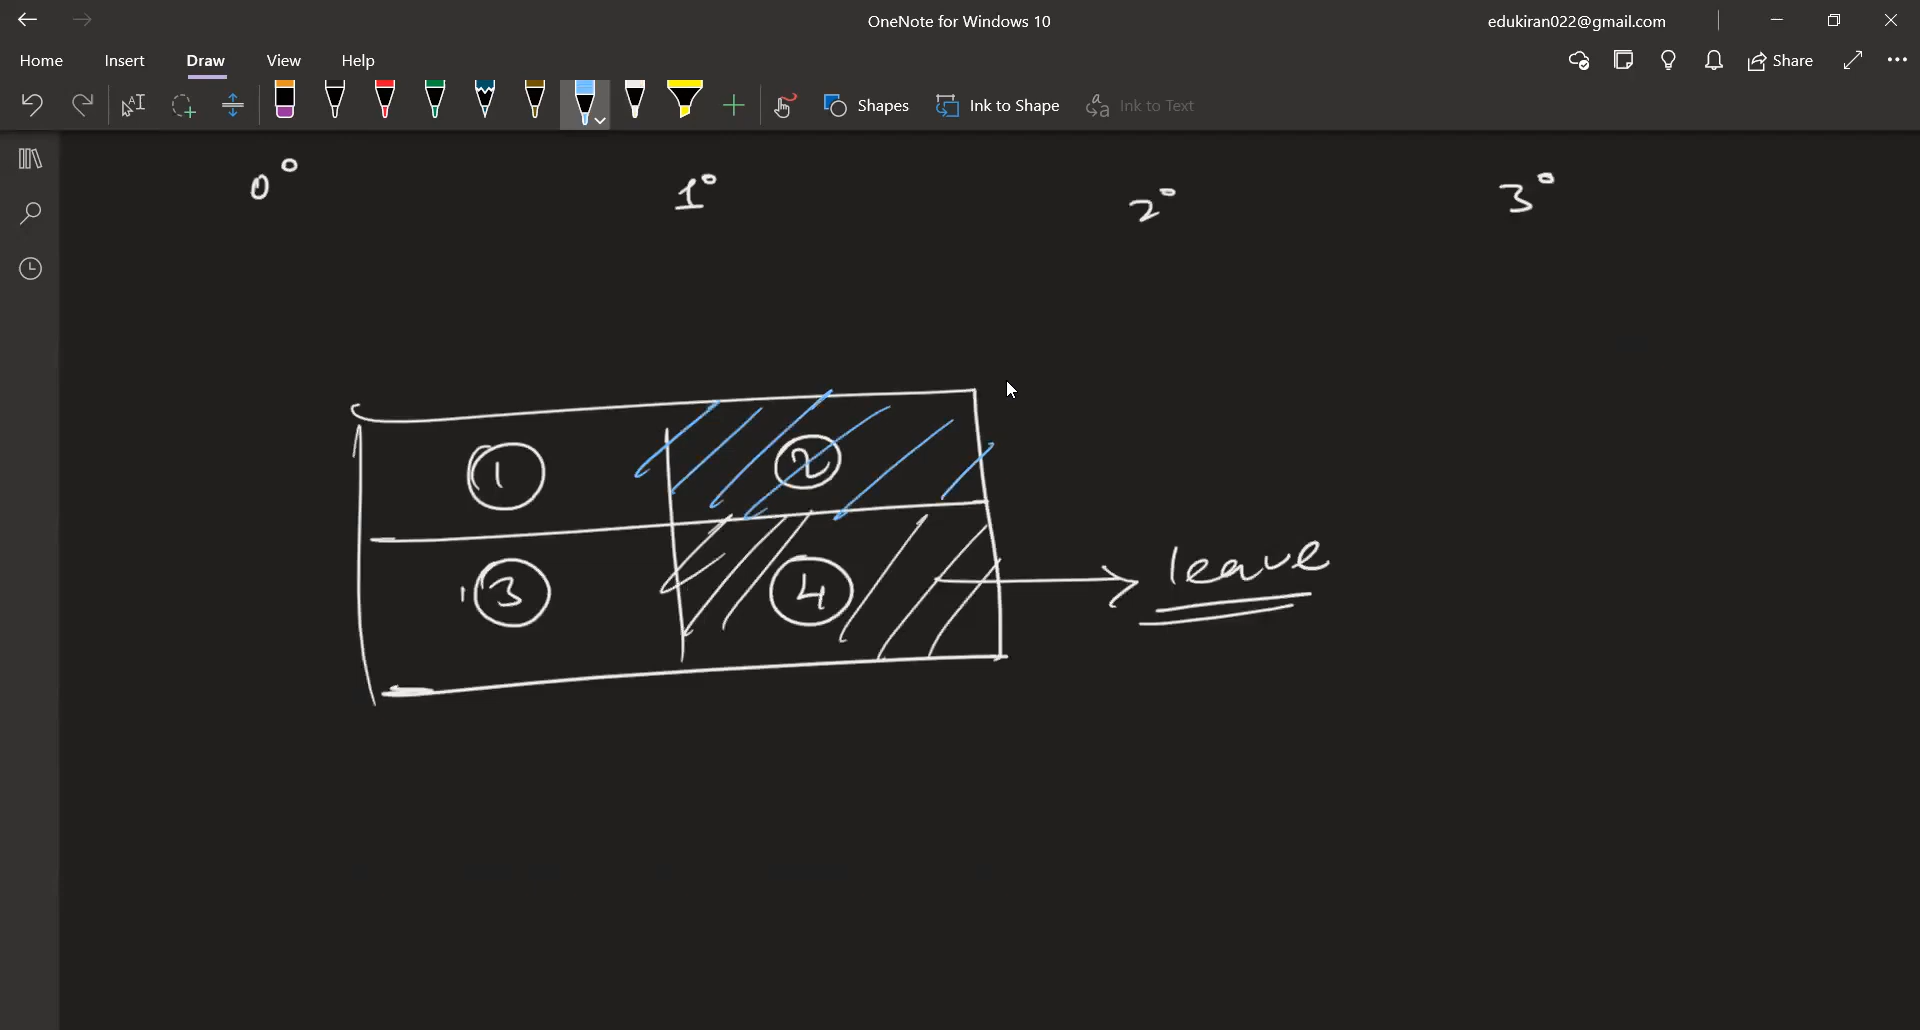 OneNote for Windows 10
edukiran022@gmail.com
Home Insert Draw View Help
Share
Shapes Ink to Shape Ink to Text
0° 1° 2° 3°
1 2
3 4 leave